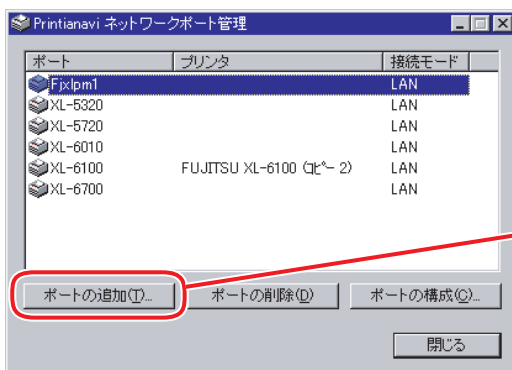 Printianavi ネットワークポート管理
ポート プリンタ 接続モード
Fjxlpm1 LAN
XL-5320 LAN
XL-5720 LAN
XL-6010 LAN
XL-6100 FUJITSU XL-6100 (ｺﾋﾟｰ 2) LAN
XL-6700 LAN
ポートの追加(T)... ポートの削除(D) ポートの構成(C)...
閉じる